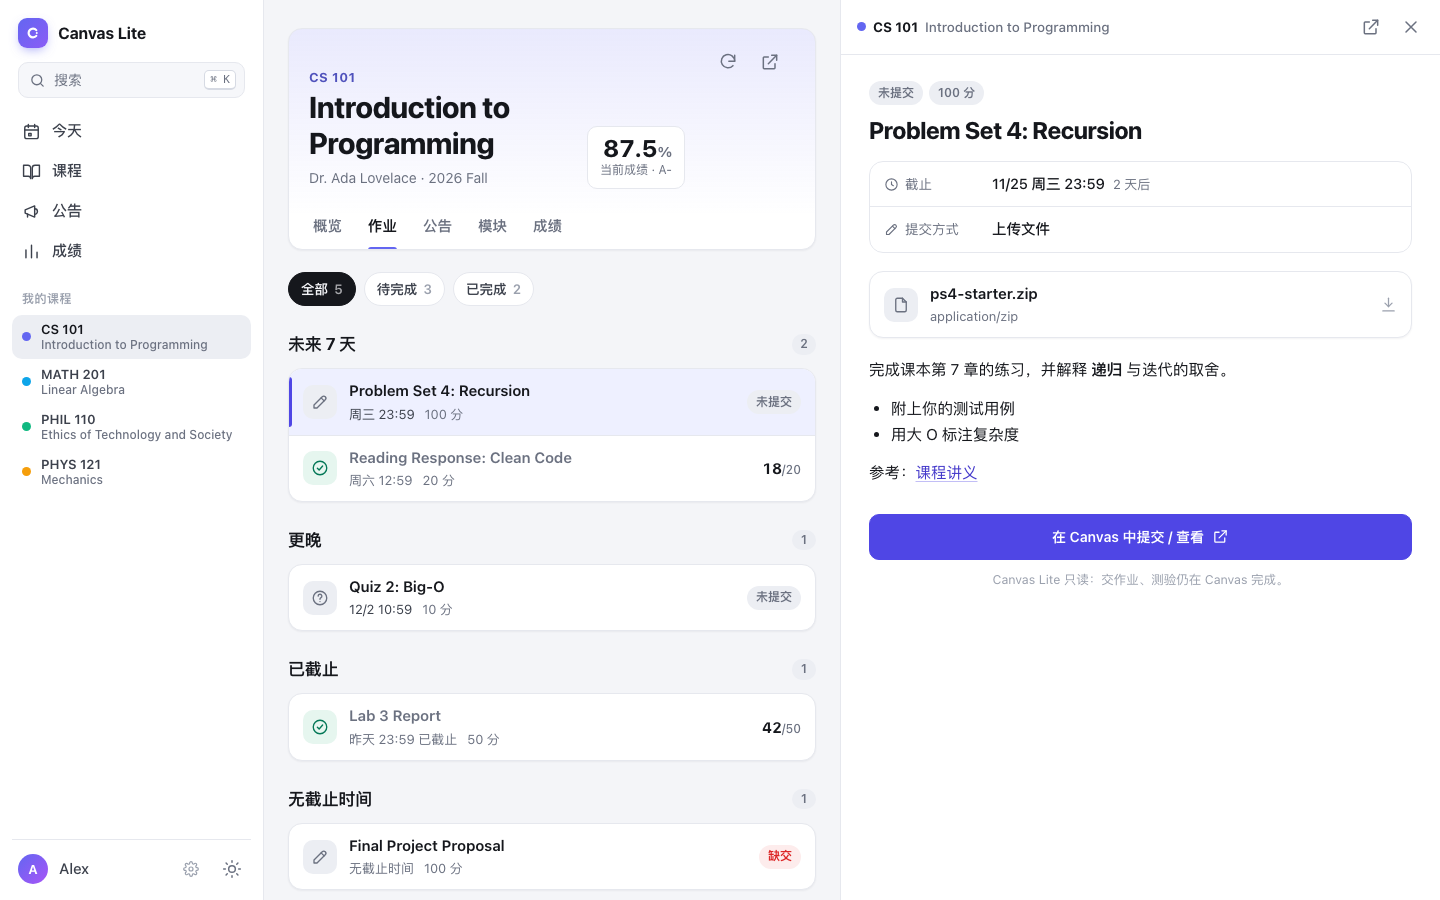 C Canvas Lite
搜索 ⌘ K
今天
课程
公告
成绩
我的课程
CS 101
Introduction to Programming
MATH 201
Linear Algebra
PHIL 110
Ethics of Technology and Society
PHYS 121
Mechanics
A Alex
CS 101
Introduction to
Programming
Dr. Ada Lovelace · 2026 Fall
87.5%
当前成绩 · A-
概览 作业 公告 模块 成绩
全部 5 待完成 3 已完成 2
未来 7 天 2
Problem Set 4: Recursion
周三 23:59 100 分
未提交
Reading Response: Clean Code
周六 12:59 20 分
18/20
更晚 1
Quiz 2: Big-O
12/2 10:59 10 分
未提交
已截止 1
Lab 3 Report
昨天 23:59 已截止 50 分
42/50
无截止时间 1
Final Project Proposal
无截止时间 100 分
缺交
CS 101 Introduction to Programming
未提交 100 分
Problem Set 4: Recursion
截止 11/25 周三 23:59 2 天后
提交方式 上传文件
ps4-starter.zip
application/zip
完成课本第 7 章的练习，并解释 递归 与迭代的取舍。
• 附上你的测试用例
• 用大 O 标注复杂度
参考：课程讲义
在 Canvas 中提交 / 查看
Canvas Lite 只读：交作业、测验仍在 Canvas 完成。